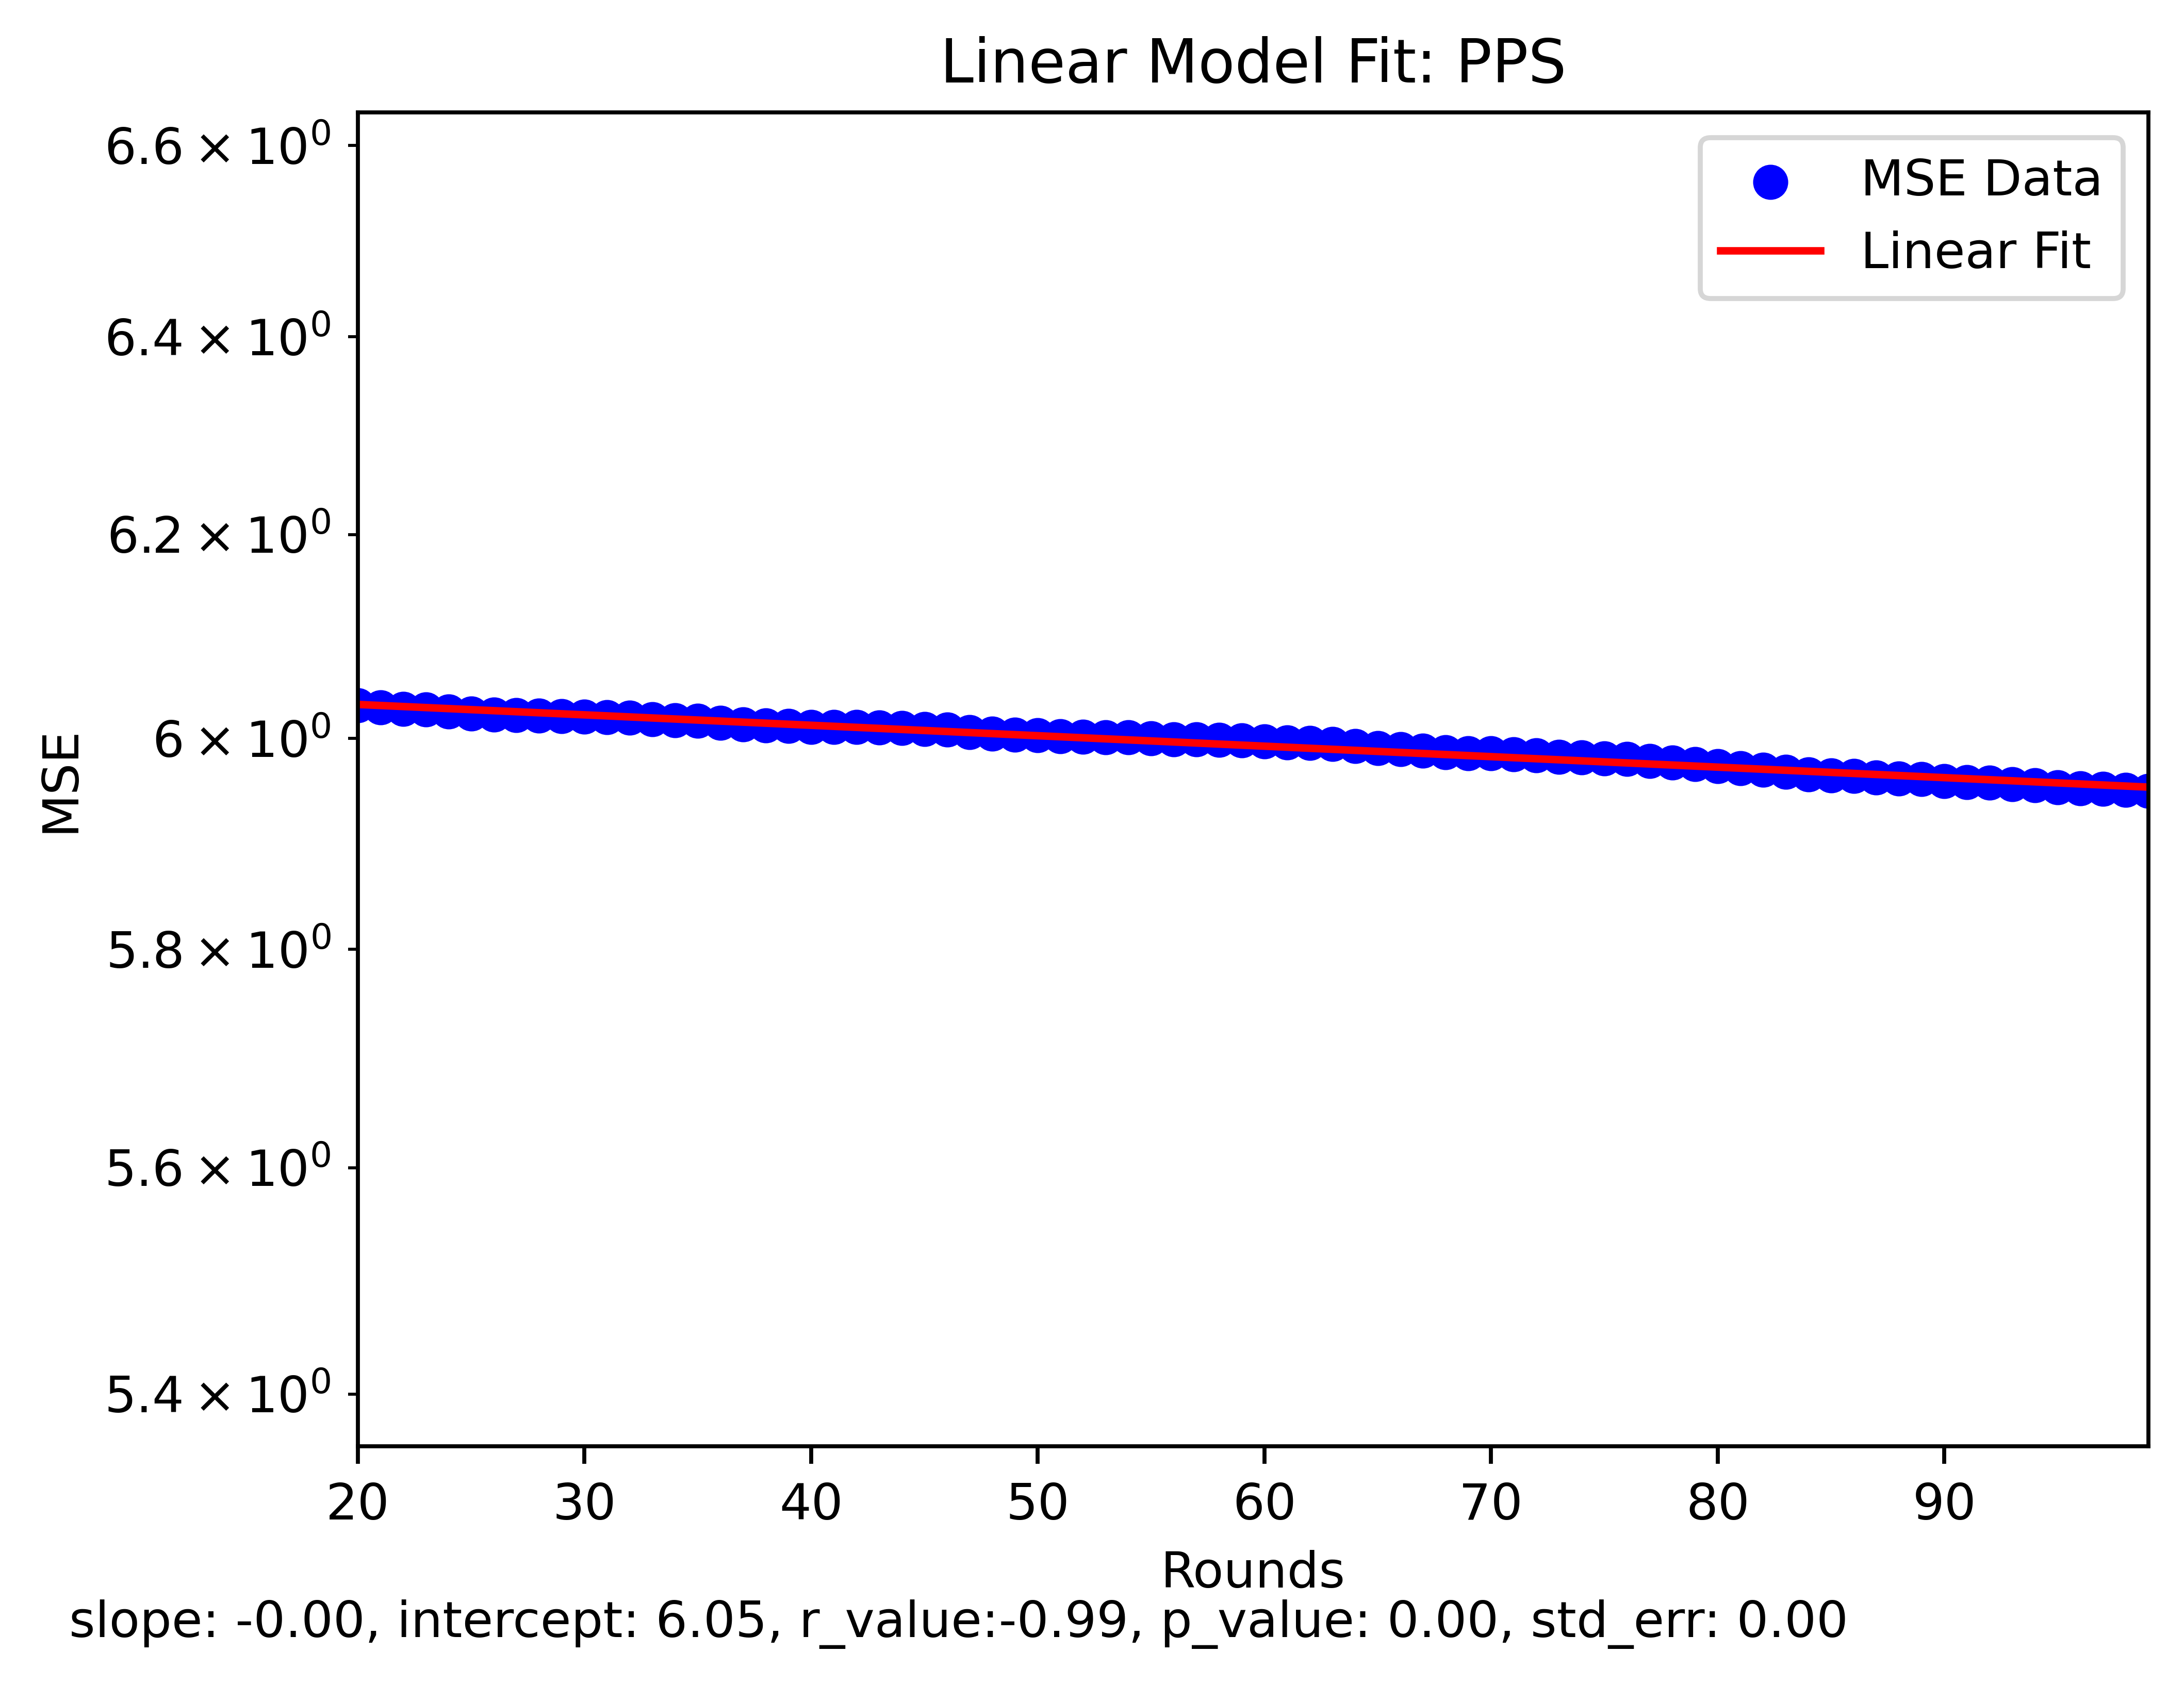 Linear Model Fit: PPS
MSE Data
Linear Fit
6.6 × 10⁰
6.4 × 10⁰
6.2 × 10⁰
6 × 10⁰
5.8 × 10⁰
5.6 × 10⁰
5.4 × 10⁰
MSE
20 30 40 50 60 70 80 90
Rounds
slope: -0.00, intercept: 6.05, r_value:-0.99, p_value: 0.00, std_err: 0.00